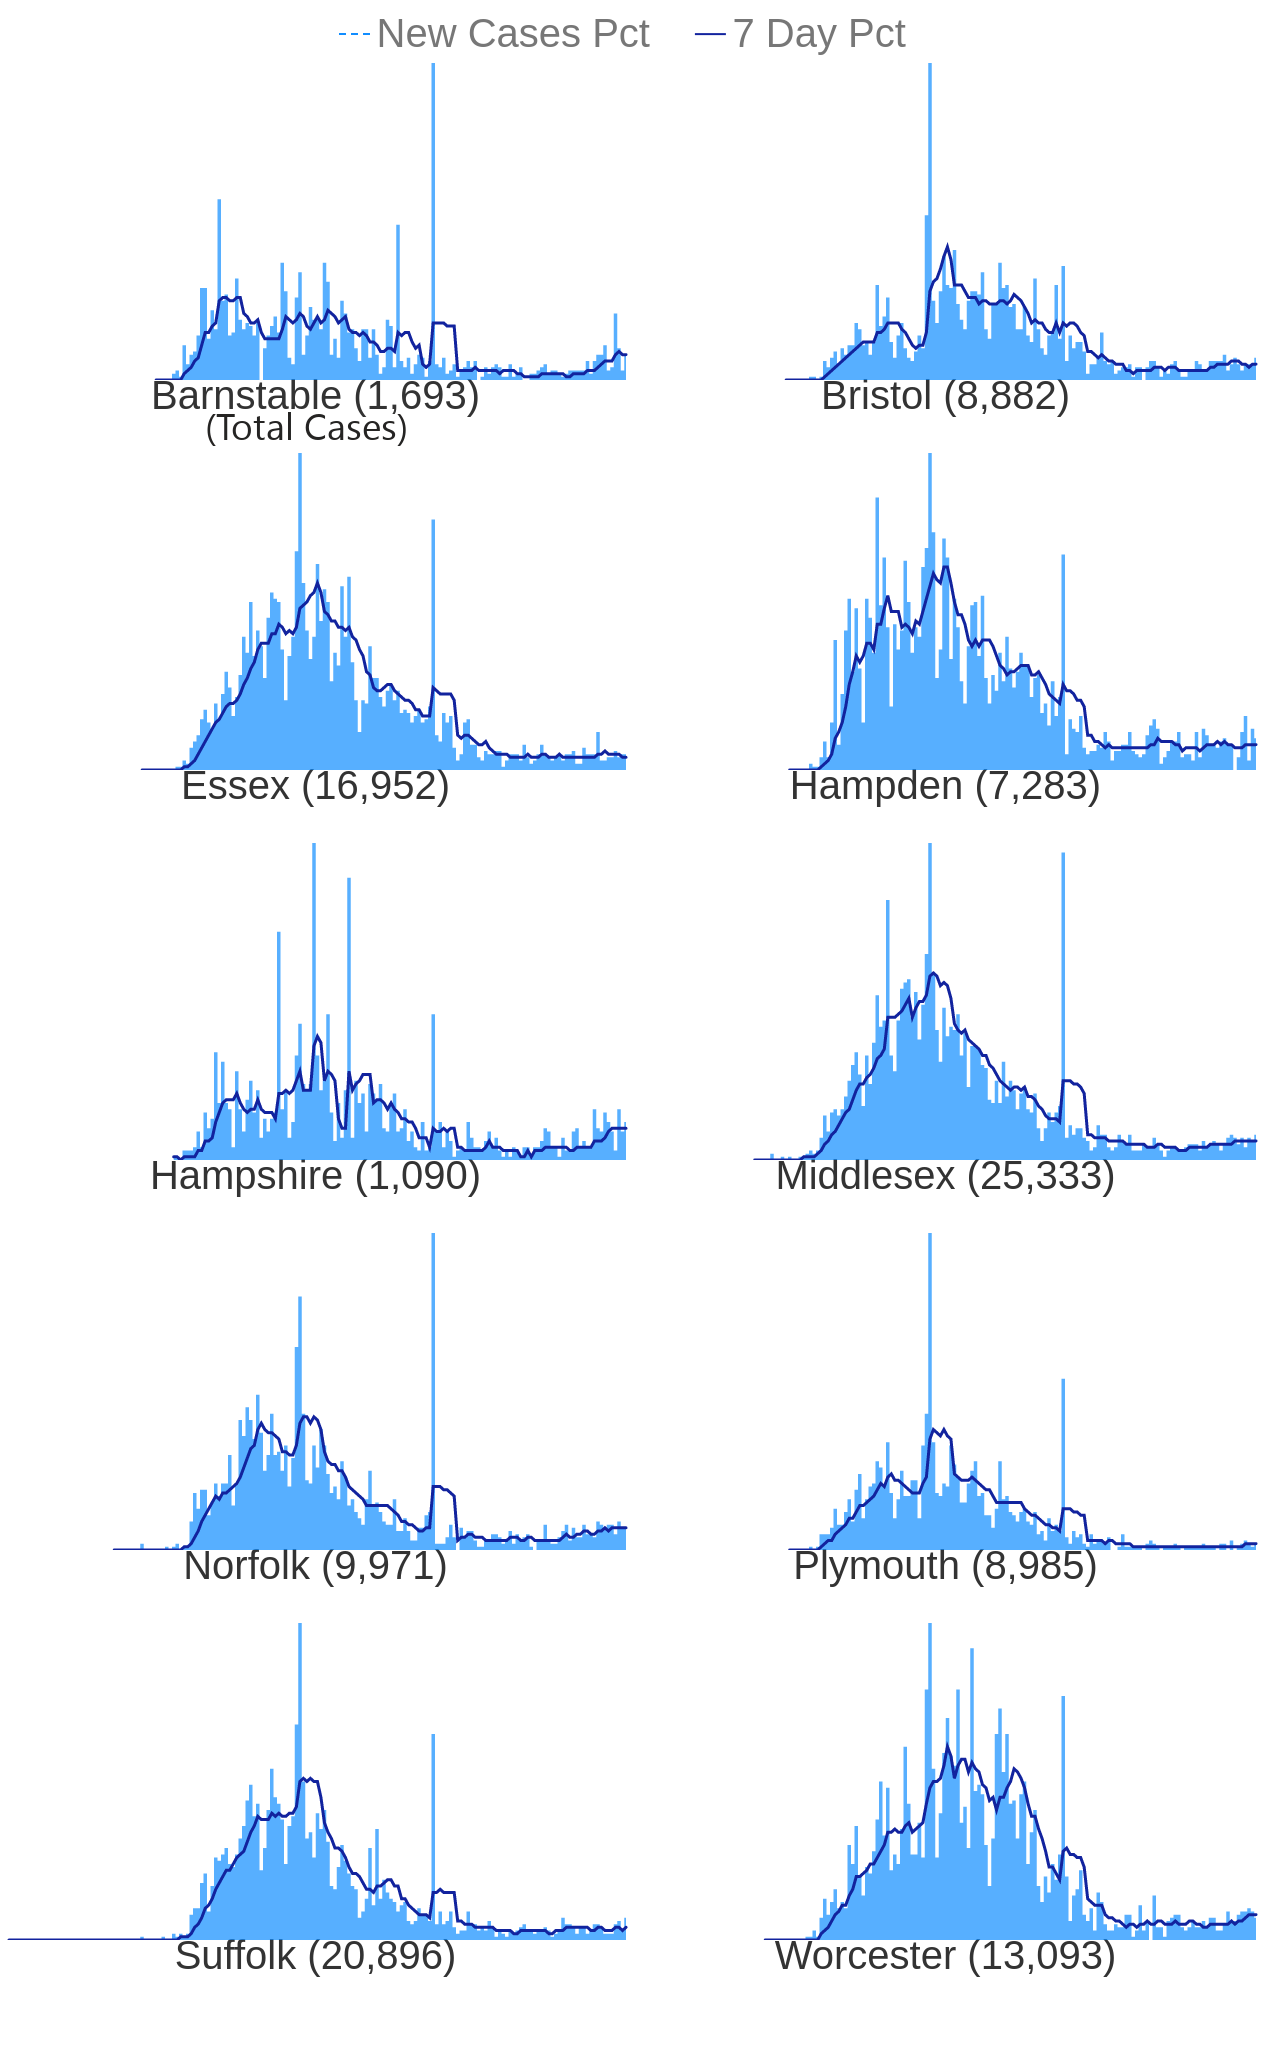 New Cases Pct 7 Day Pct
Barnstable (1,693) Bristol (8,882)
(Total Cases)
Essex (16,952) Hampden (7,283)
Hampshire (1,090) Middlesex (25,333)
Norfolk (9,971) Plymouth (8,985)
Suffolk (20,896) Worcester (13,093)